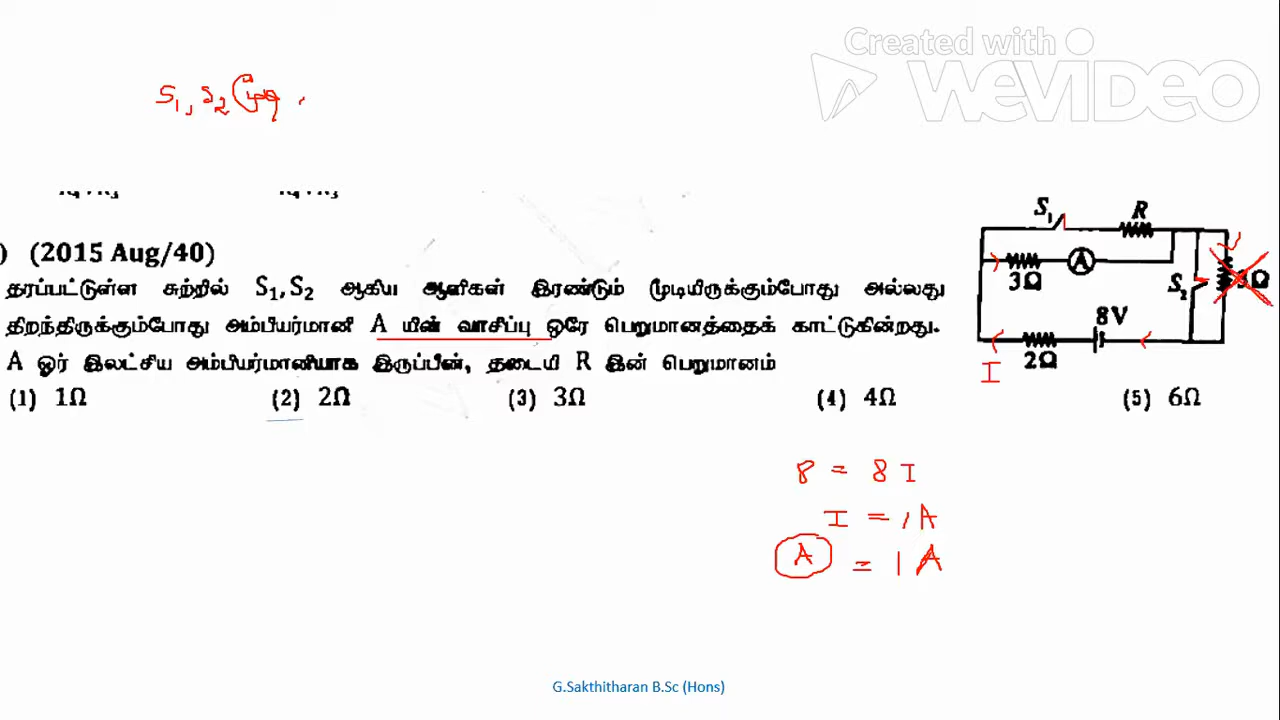 Created with
WEVIDEO
S₁, S₂
(2015 Aug/40)
தரப்பட்டுள்ள சுற்றில் S₁, S₂ ஆகிய ஆளிகள் இரண்டும் மூடியிருக்கும்போது அல்லது
திறந்திருக்கும்போது அம்பியர்மானி A யின் வாசிப்பு ஒரே பெறுமானத்தைக் காட்டுகின்றது.
A ஓர் இலட்சிய அம்பியர்மானியாக இருப்பின், தடையி R இன் பெறுமானம்
(1) 1Ω (2) 2Ω (3) 3Ω (4) 4Ω (5) 6Ω
S₁ R
3Ω A S₂ Ω
8V
2Ω
I
8 = 8 I
I = 1A
A = 1 A
G.Sakthitharan B.Sc (Hons)